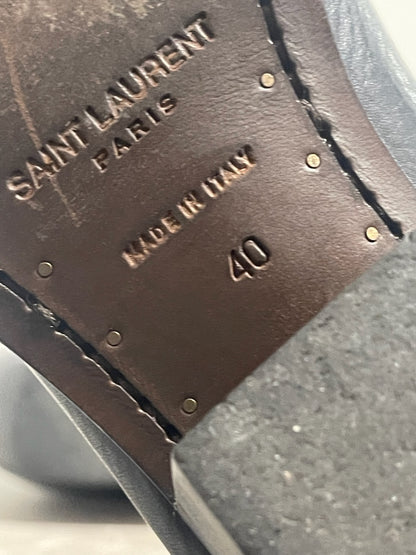 SAINT LAURENT
PARIS
MADE IN ITALY
40